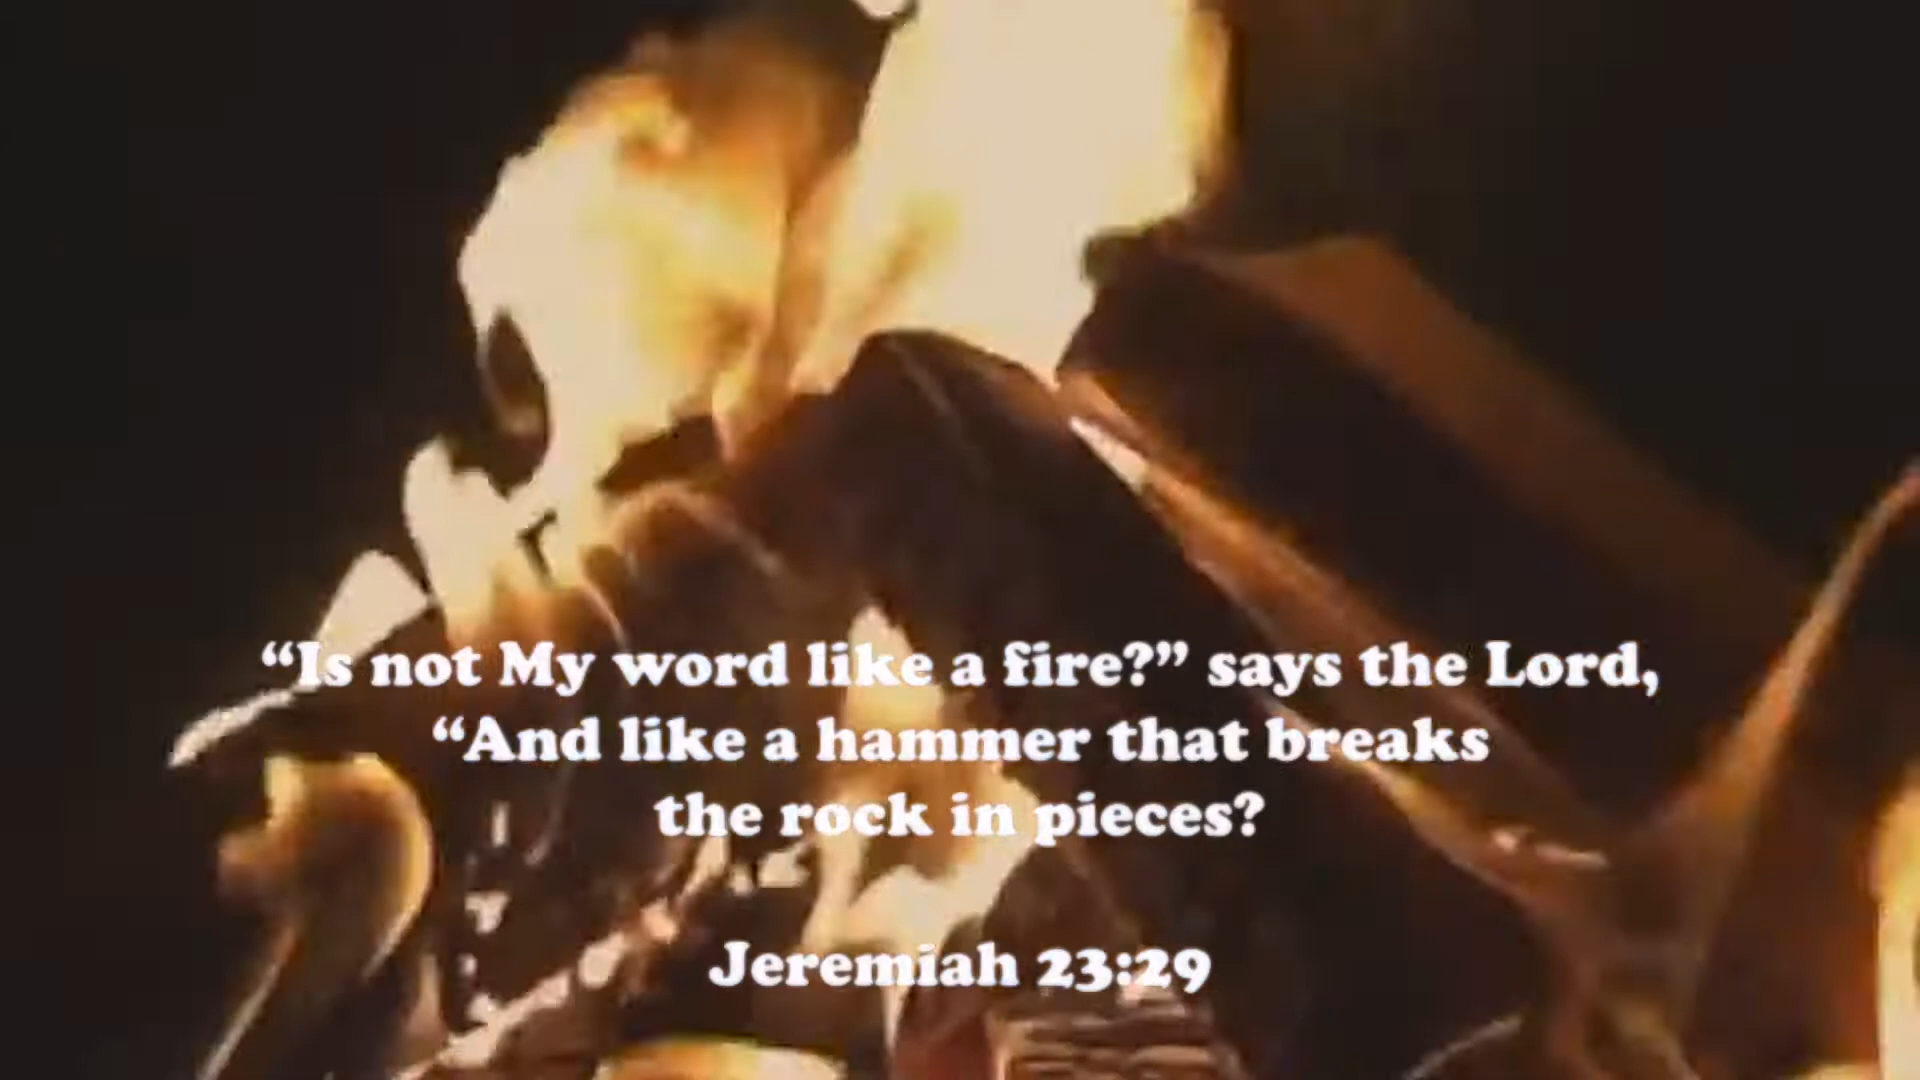 “Is not My word like a fire?” says the Lord,
“And like a hammer that breaks
the rock in pieces?
Jeremiah 23:29